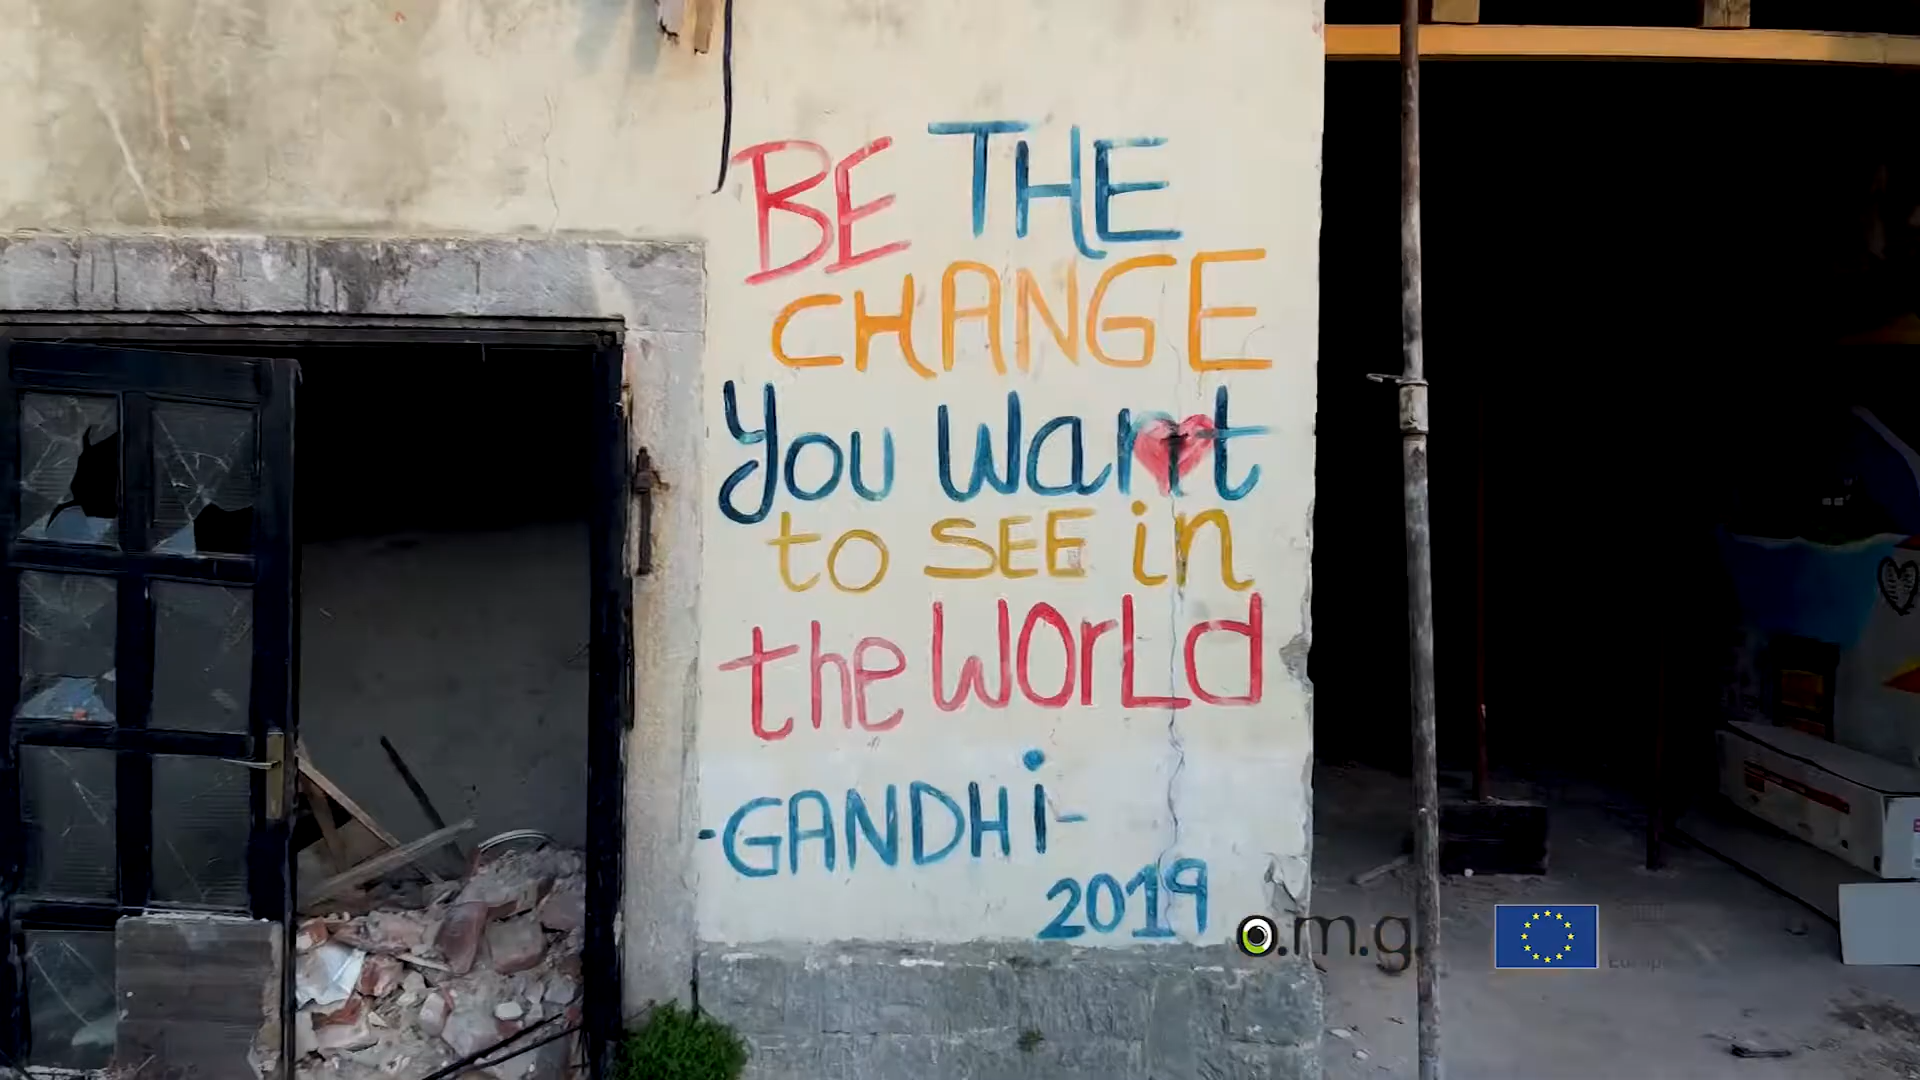 BE THE
CHANGE
You want
to SEE in
the WOrLd
-GANDHi-
2019
o.m.g.